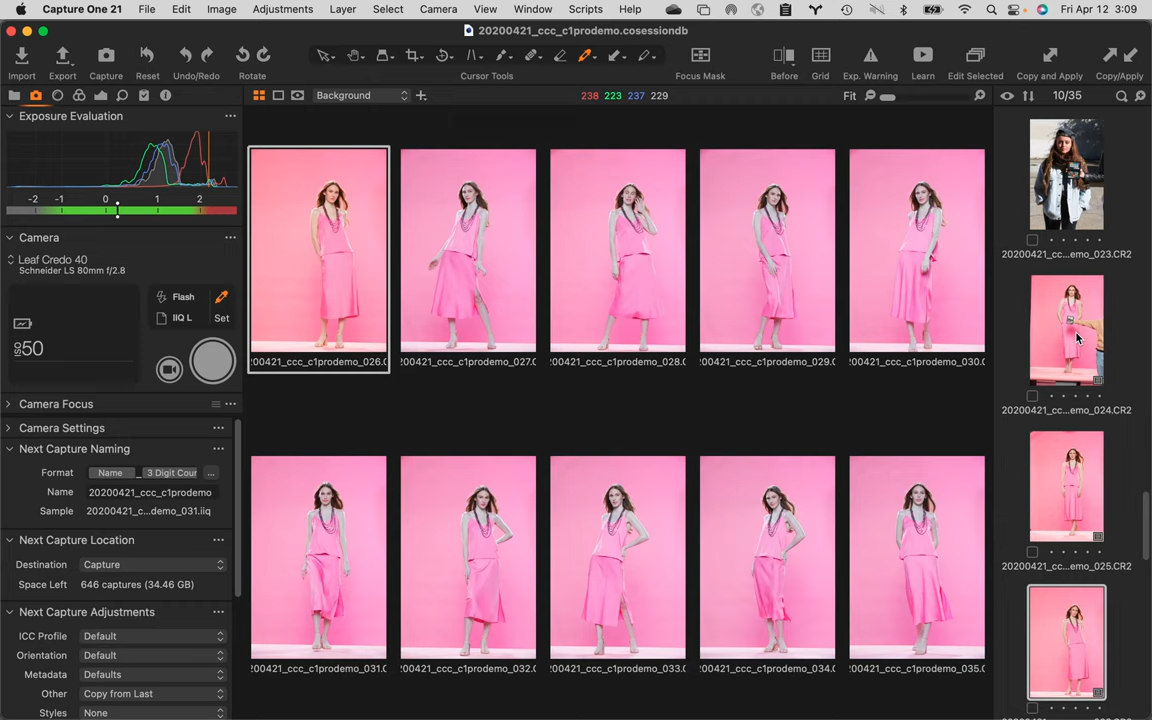 Capture One 21 File Edit Image Adjustments Layer Select Camera View Window Scripts Help Fri Apr 12 3:09
20200421_ccc_c1prodemo.cosessiondb
Import Export Capture Reset Undo/Redo Rotate Cursor Tools Focus Mask Before Grid Exp. Warning Learn Edit Selected Copy and Apply Copy/Apply
Background 238 223 237 229 Fit 10/35
Exposure Evaluation
-2 -1 0 1 2
Camera
Leaf Credo 40
Schneider LS 80mm f/2.8
Flash
IIQ L Set
ISO 50
Camera Focus
Camera Settings
Next Capture Naming
Format Name _ 3 Digit Coun ...
Name 20200421_ccc_c1prodemo
Sample 20200421_c...demo_031.iiq
Next Capture Location
Destination Capture
Space Left 646 captures (34.46 GB)
Next Capture Adjustments
ICC Profile Default
Orientation Default
Metadata Defaults
Other Copy from Last
Styles None
200421_ccc_c1prodemo_026.C 200421_ccc_c1prodemo_027.C 200421_ccc_c1prodemo_028.C 200421_ccc_c1prodemo_029.C 200421_ccc_c1prodemo_030.C
200421_ccc_c1prodemo_031.C 200421_ccc_c1prodemo_032.C 200421_ccc_c1prodemo_033.C 200421_ccc_c1prodemo_034.C 200421_ccc_c1prodemo_035.C
20200421_cc...emo_023.CR2
20200421_cc...emo_024.CR2
20200421_cc...emo_025.CR2